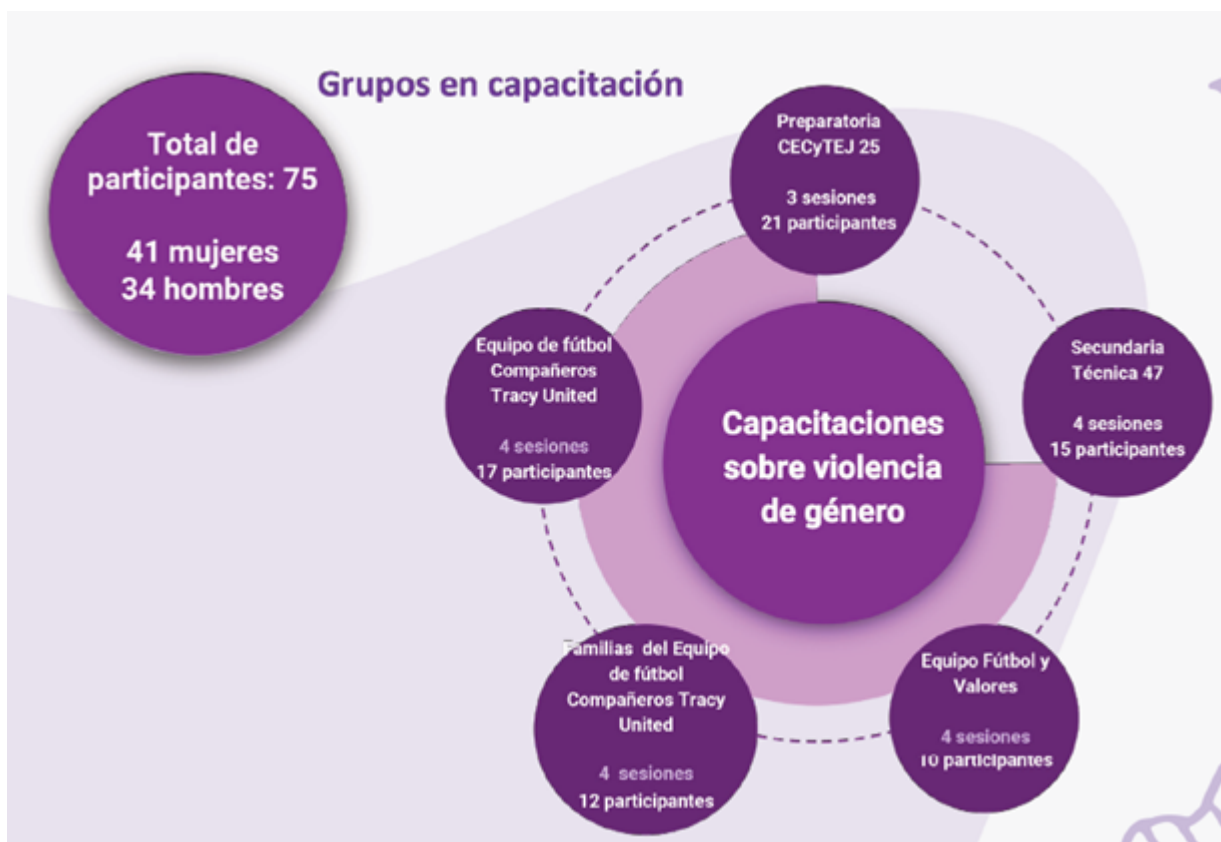 Grupos en capacitación
Total de
participantes: 75
41 mujeres
34 hombres
Preparatoria
CECyTEJ 25
3 sesiones
21 participantes
Equipo de fútbol
Compañeros
Tracy United
4 sesiones
17 participantes
Secundaria
Técnica 47
4 sesiones
15 participantes
Capacitaciones
sobre violencia
de género
Familias del Equipo
de fútbol
Compañeros Tracy
United
4 sesiones
12 participantes
Equipo Fútbol y
Valores
4 sesiones
10 participantes